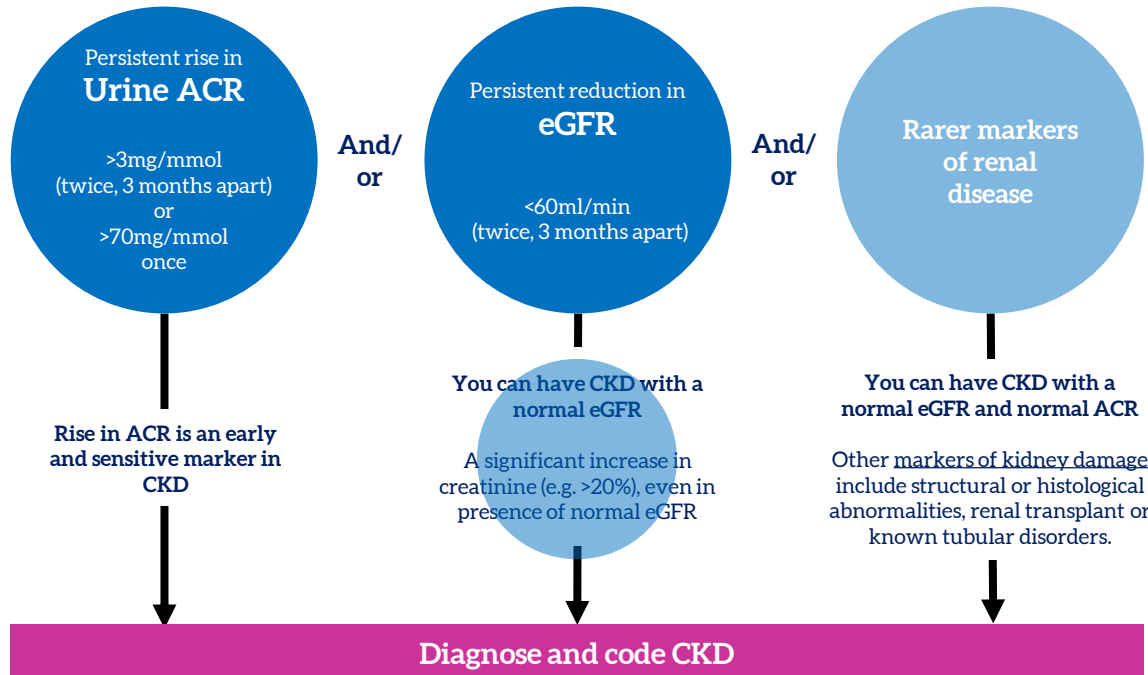 Persistent rise in
Urine ACR
>3mg/mmol
(twice, 3 months apart)
or
>70mg/mmol
once
And/
or
Persistent reduction in
eGFR
<60ml/min
(twice, 3 months apart)
And/
or
Rarer markers
of renal
disease
Rise in ACR is an early
and sensitive marker in
CKD
You can have CKD with a
normal eGFR
A significant increase in
creatinine (e.g. >20%), even in
presence of normal eGFR
You can have CKD with a
normal eGFR and normal ACR
Other markers of kidney damage
include structural or histological
abnormalities, renal transplant or
known tubular disorders.
Diagnose and code CKD